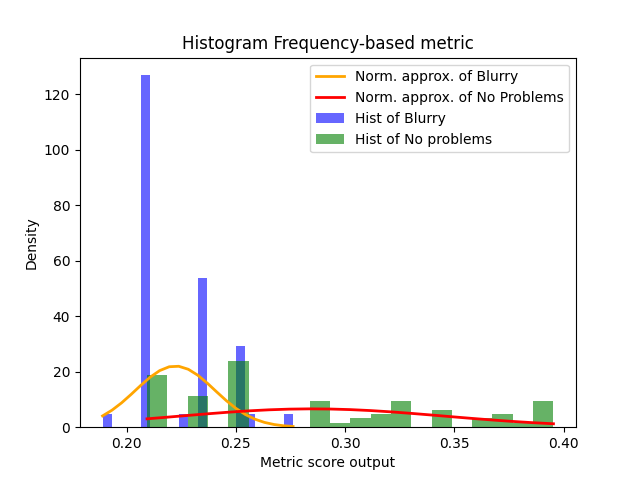 Histogram Frequency-based metric
Norm. approx. of Blurry
Norm. approx. of No Problems
Hist of Blurry
Hist of No problems
120
100
80
60
40
20
0
Density
0.20 0.25 0.30 0.35 0.40
Metric score output